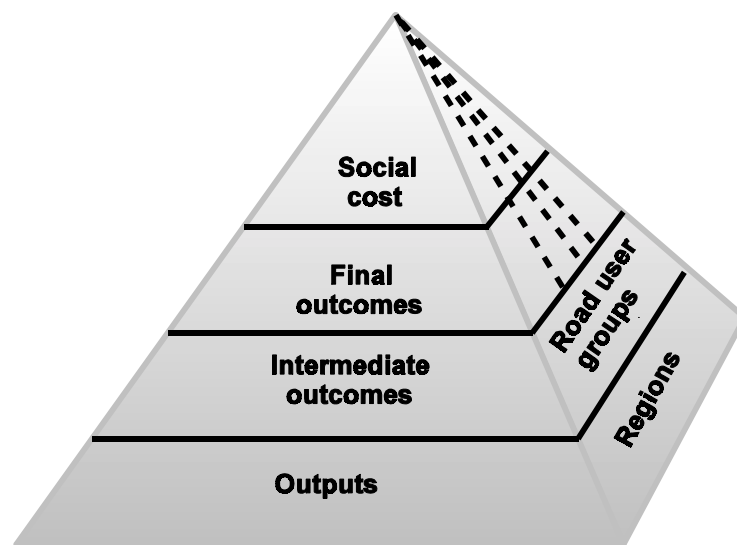 Social
cost
Final
outcomes
Intermediate
outcomes
Outputs
Road user
groups
Regions